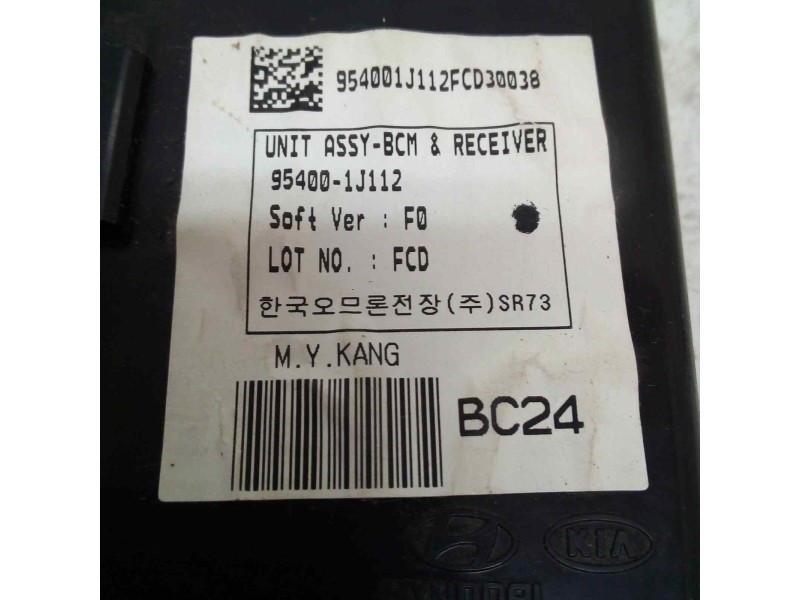 954001J112FCD30038
UNIT ASSY-BCM & RECEIVER
95400-1J112
Soft Ver : F0
LOT NO. : FCD
한국오므론전장(주)SR73
M.Y.KANG
BC24
KIA